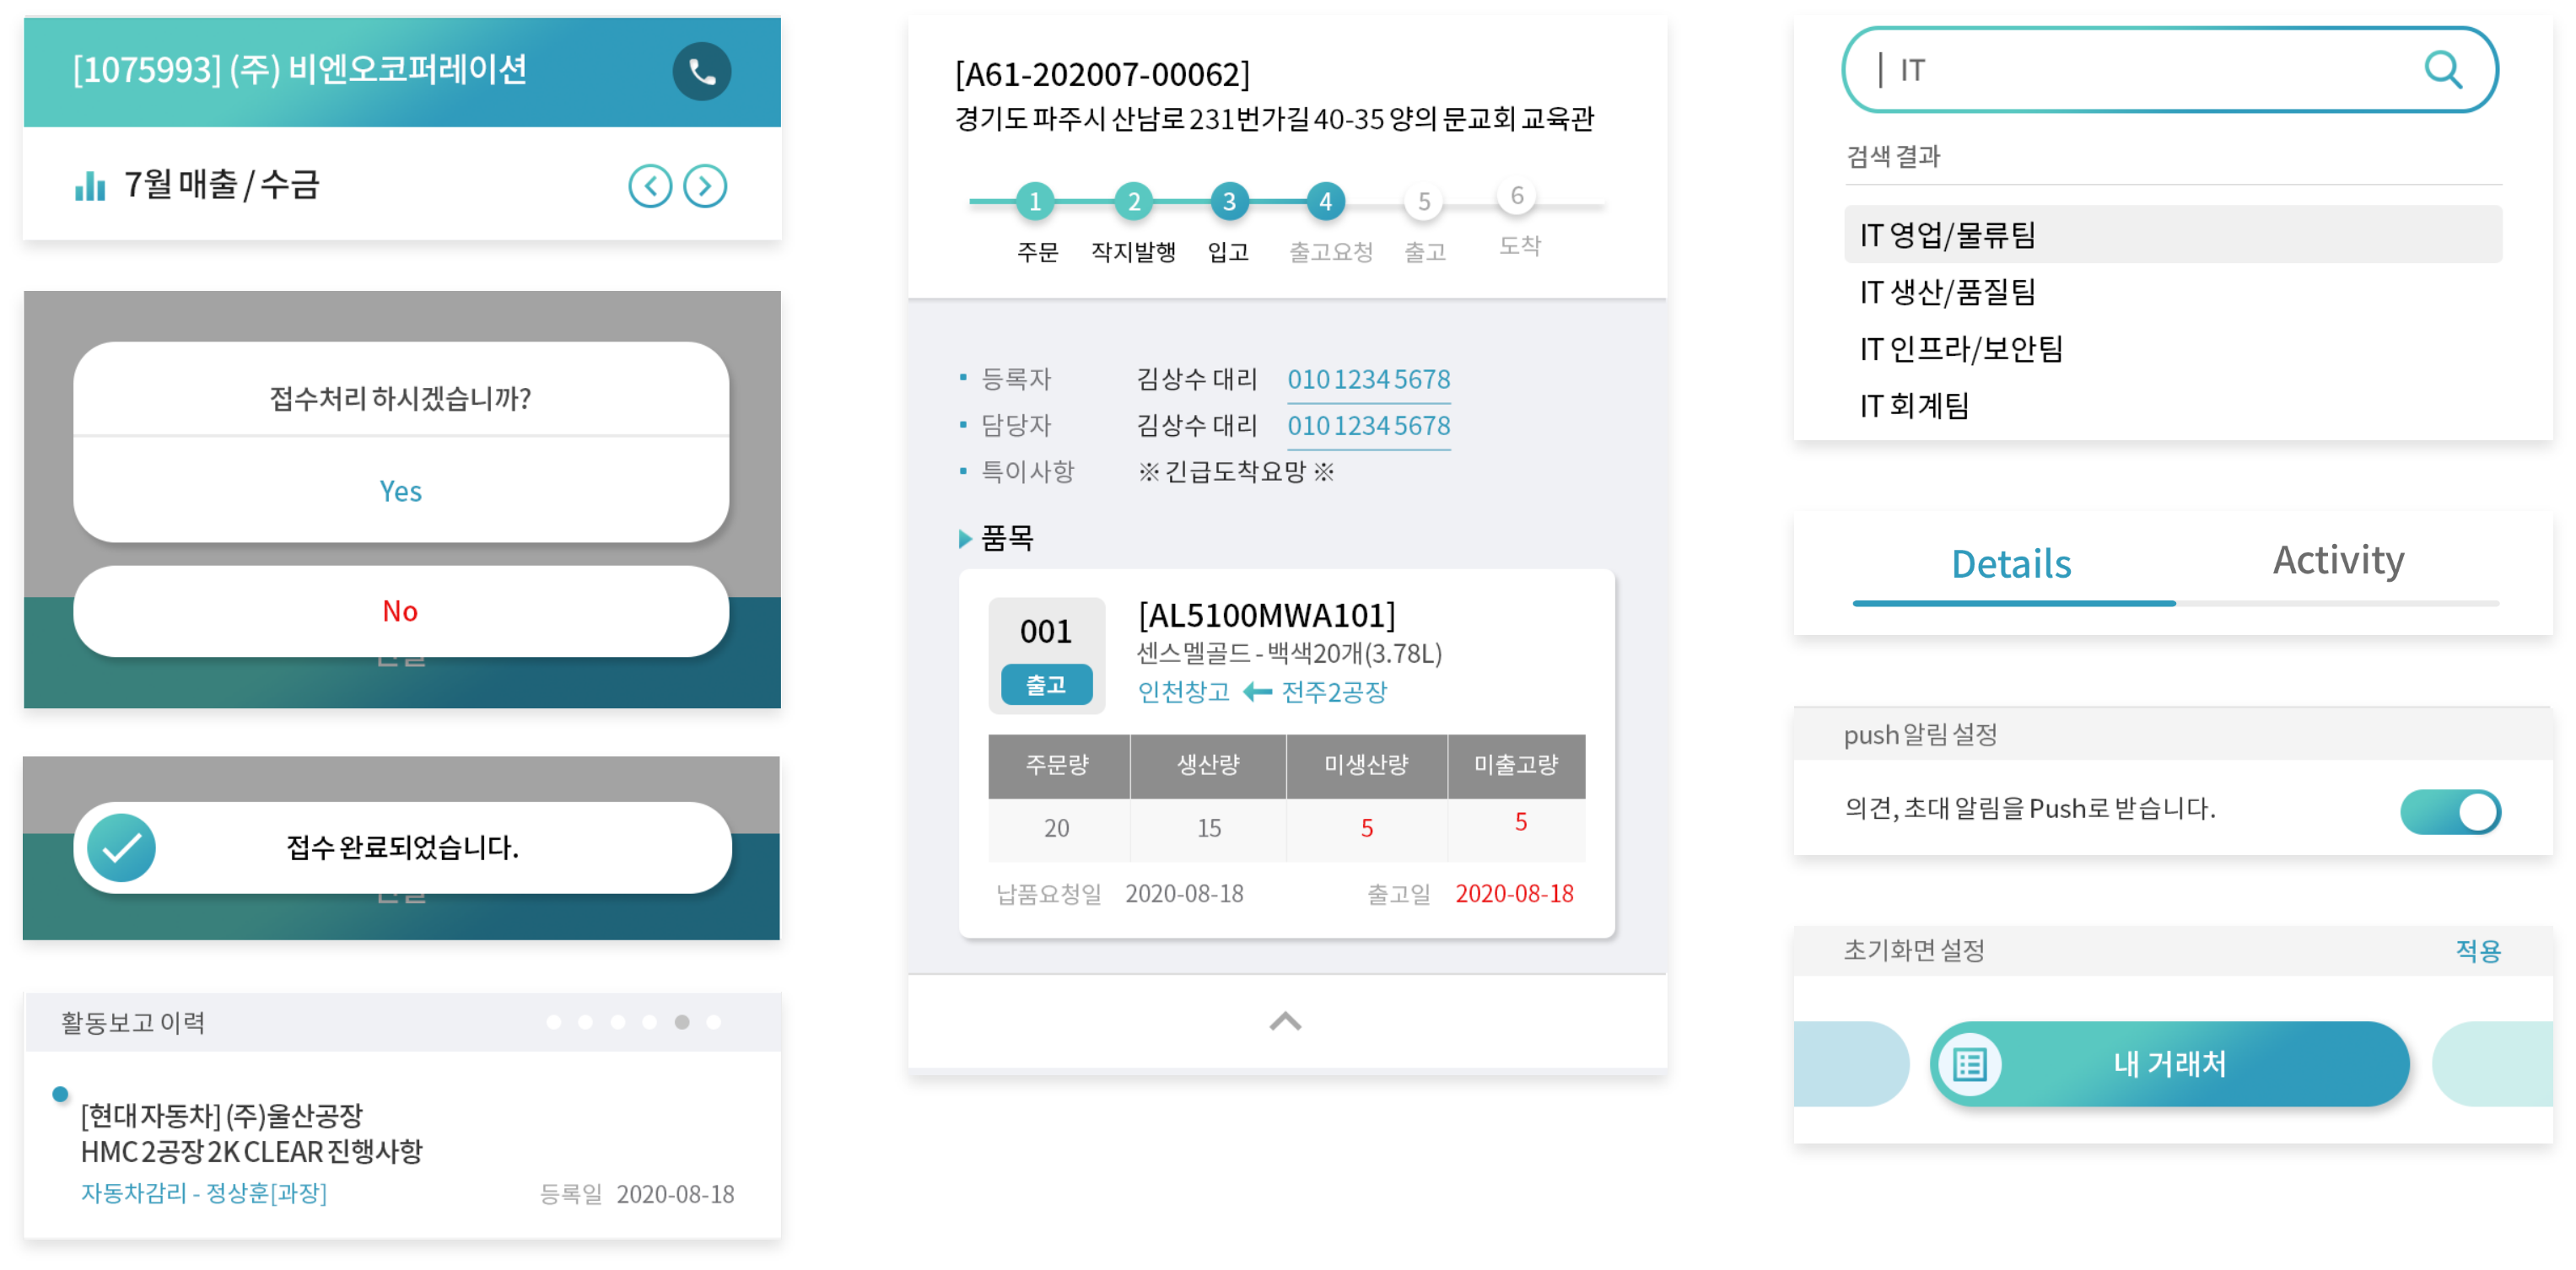 [1075993] (주) 비엔오코퍼레이션
7월 매출 / 수금
접수처리 하시겠습니까?
Yes
No
접수 완료되었습니다.
활동보고 이력
[현대 자동차] (주)울산공장
HMC 2공장 2K CLEAR 진행사항
자동차감리 - 정상훈[과장]
등록일 2020-08-18
[A61-202007-00062]
경기도 파주시 산남로 231번가길 40-35 양의 문교회 교육관
1 2 3 4 5 6
주문 작지발행 입고 출고요청 출고 도착
등록자 김상수 대리 010 1234 5678
담당자 김상수 대리 010 1234 5678
특이사항 ※ 긴급도착요망 ※
품목
001
출고
[AL5100MWA101]
센스멜골드 - 백색20개(3.78L)
인천창고 ← 전주2공장
주문량 생산량 미생산량 미출고량
20 15 5 5
납품요청일 2020-08-18 출고일 2020-08-18
IT
검색 결과
IT 영업/물류팀
IT 생산/품질팀
IT 인프라/보안팀
IT 회계팀
Details Activity
push 알림 설정
의견, 초대 알림을 Push로 받습니다.
초기화면 설정 적용
내 거래처